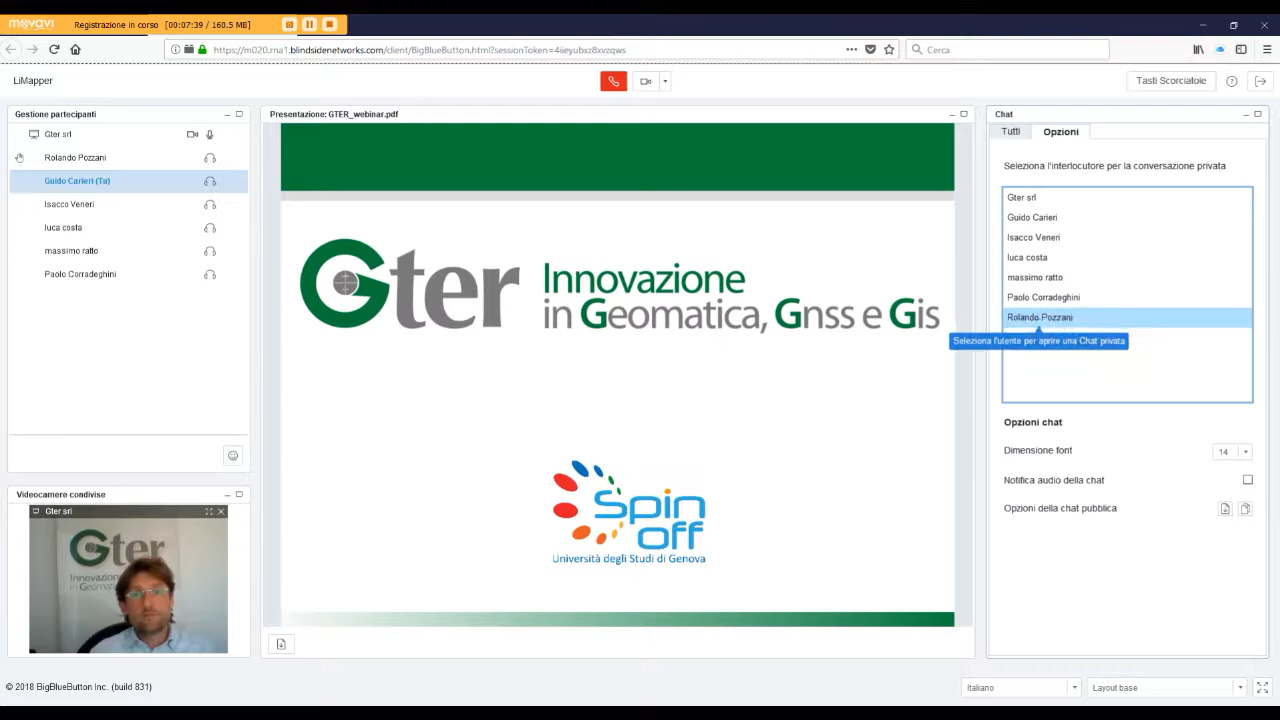 movavi
Registrazione in corso [00:07:39 / 160.5 MB]
https://m020.rna1.blindsidenetworks.com/client/BigBlueButton.html?sessionToken=4iieyubxz8xvzqws
Cerca
LiMapper
Tasti Scorciatoie
Gestione partecipanti
Gter srl
Rolando Pozzani
Guido Carieri (Tu)
Isacco Veneri
luca costa
massimo ratto
Paolo Corradeghini
Videocamere condivise
Gter srl
Gter
Innovazione
in Geomatica,
Presentazione: GTER_webinar.pdf
Gter
Innovazione
in Geomatica, Gnss e Gis
Spin
off
Università degli Studi di Genova
Chat
Tutti
Opzioni
Seleziona l'interlocutore per la conversazione privata
Gter srl
Guido Carieri
Isacco Veneri
luca costa
massimo ratto
Paolo Corradeghini
Rolando Pozzani
Seleziona l'utente per aprire una Chat privata
Opzioni chat
Dimensione font
14
Notifica audio della chat
Opzioni della chat pubblica
© 2018 BigBlueButton Inc. (build 831)
Italiano
Layout base